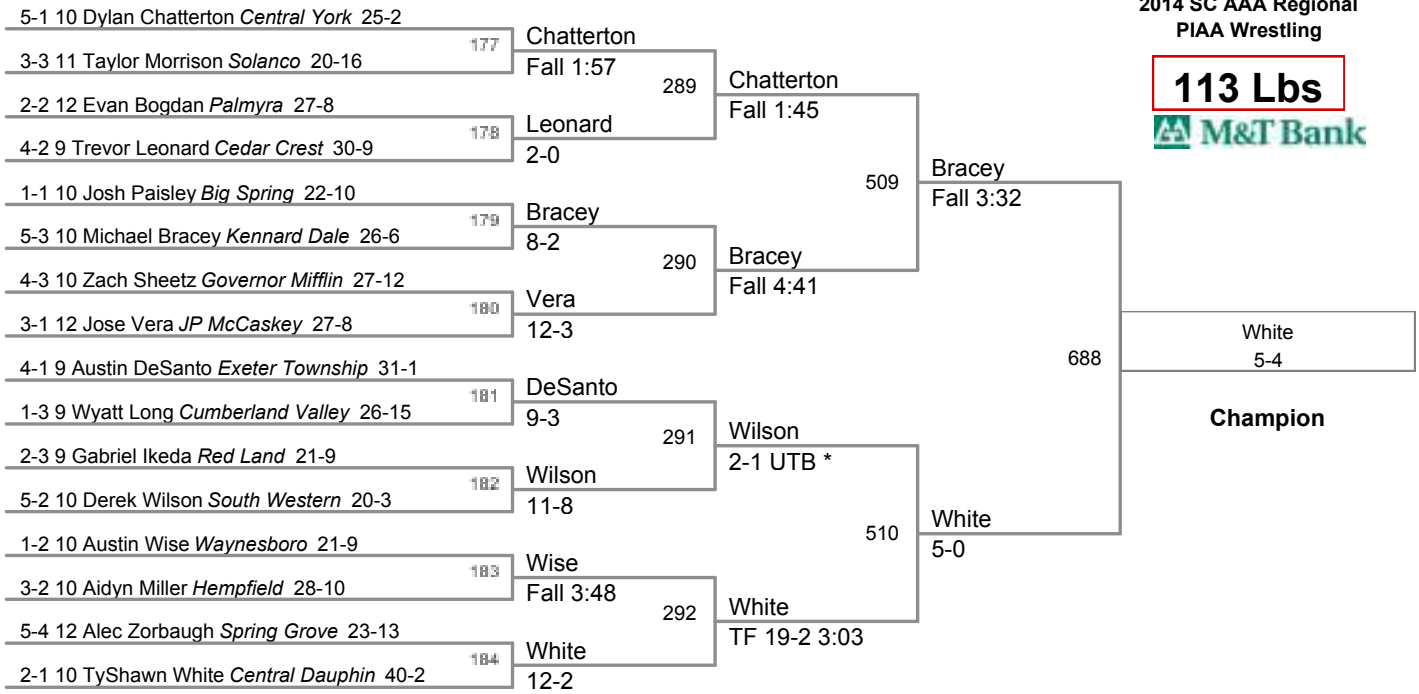 2014 SC AAA Regional
PIAA Wrestling
113 Lbs
M&T Bank
5-1 10 Dylan Chatterton Central York 25-2
177
3-3 11 Taylor Morrison Solanco 20-16
Chatterton
Fall 1:57
2-2 12 Evan Bogdan Palmyra 27-8
178
4-2 9 Trevor Leonard Cedar Crest 30-9
Leonard
2-0
289
Chatterton
Fall 1:45
1-1 10 Josh Paisley Big Spring 22-10
179
5-3 10 Michael Bracey Kennard Dale 26-6
Bracey
8-2
4-3 10 Zach Sheetz Governor Mifflin 27-12
180
3-1 12 Jose Vera JP McCaskey 27-8
Vera
12-3
290
Bracey
Fall 4:41
509
Bracey
Fall 3:32
4-1 9 Austin DeSanto Exeter Township 31-1
181
1-3 9 Wyatt Long Cumberland Valley 26-15
DeSanto
9-3
2-3 9 Gabriel Ikeda Red Land 21-9
182
5-2 10 Derek Wilson South Western 20-3
Wilson
11-8
291
Wilson
2-1 UTB *
1-2 10 Austin Wise Waynesboro 21-9
183
3-2 10 Aidyn Miller Hempfield 28-10
Wise
Fall 3:48
5-4 12 Alec Zorbaugh Spring Grove 23-13
184
2-1 10 TyShawn White Central Dauphin 40-2
White
12-2
292
White
TF 19-2 3:03
510
White
5-0
688
White
5-4
Champion